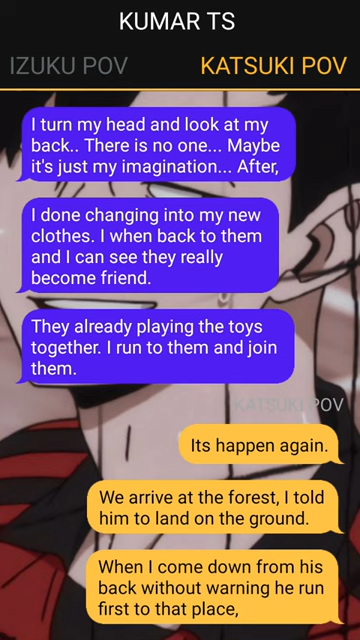 KUMAR TS
IZUKU POV
KATSUKI POV
I turn my head and look at my
back.. There is no one... Maybe
it's just my imagination... After,
I done changing into my new
clothes. I when back to them
and I can see they really
become friend.
They already playing the toys
together. I run to them and join
them.
KATSUKI POV
Its happen again.
We arrive at the forest, I told
him to land on the ground.
When I come down from his
back without warning he run
first to that place,